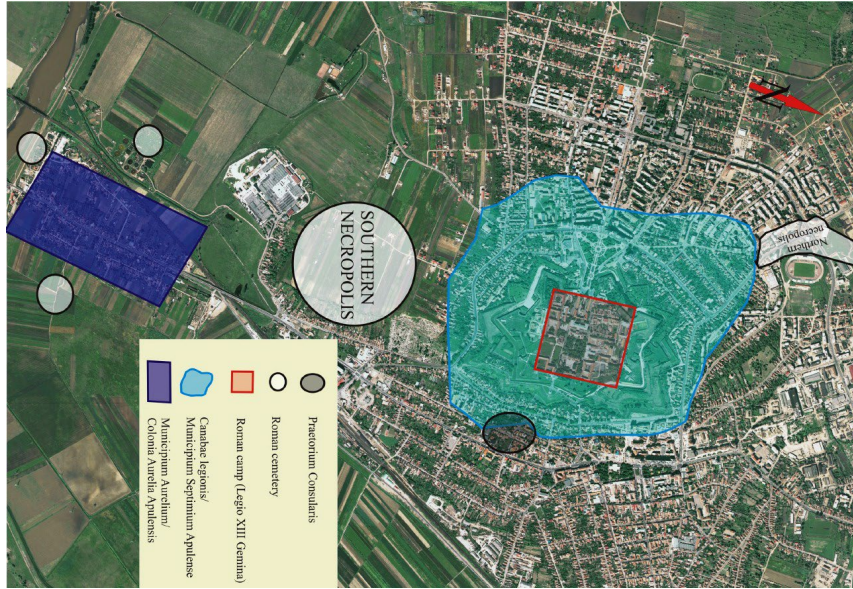 N
Northern
necropolis
SOUTHERN
NECROPOLIS
Praetorium Consularis
Roman cemetery
Roman camp (Legio XIII Gemina)
Canabae legionis/
Municipium Septimium Apulense
Municipium Aurelium/
Colonia Aurelia Apulensis